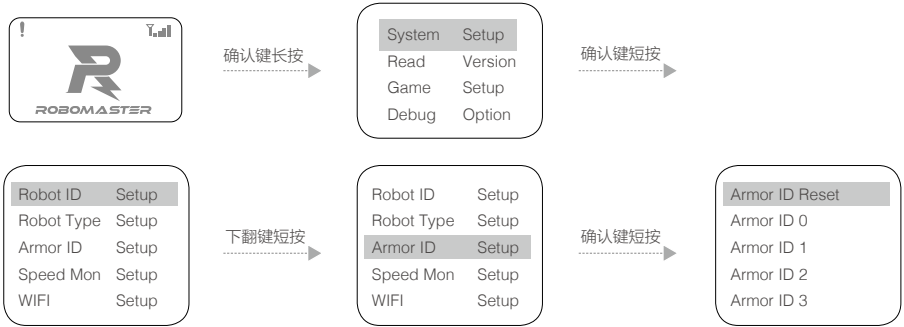 !
ROBOMASTER
确认键长按
System Setup
Read Version
Game Setup
Debug Option
确认键短按
Robot ID Setup
Robot Type Setup
Armor ID Setup
Speed Mon Setup
WIFI Setup
下翻键短按
Robot ID Setup
Robot Type Setup
Armor ID Setup
Speed Mon Setup
WIFI Setup
确认键短按
Armor ID Reset
Armor ID 0
Armor ID 1
Armor ID 2
Armor ID 3